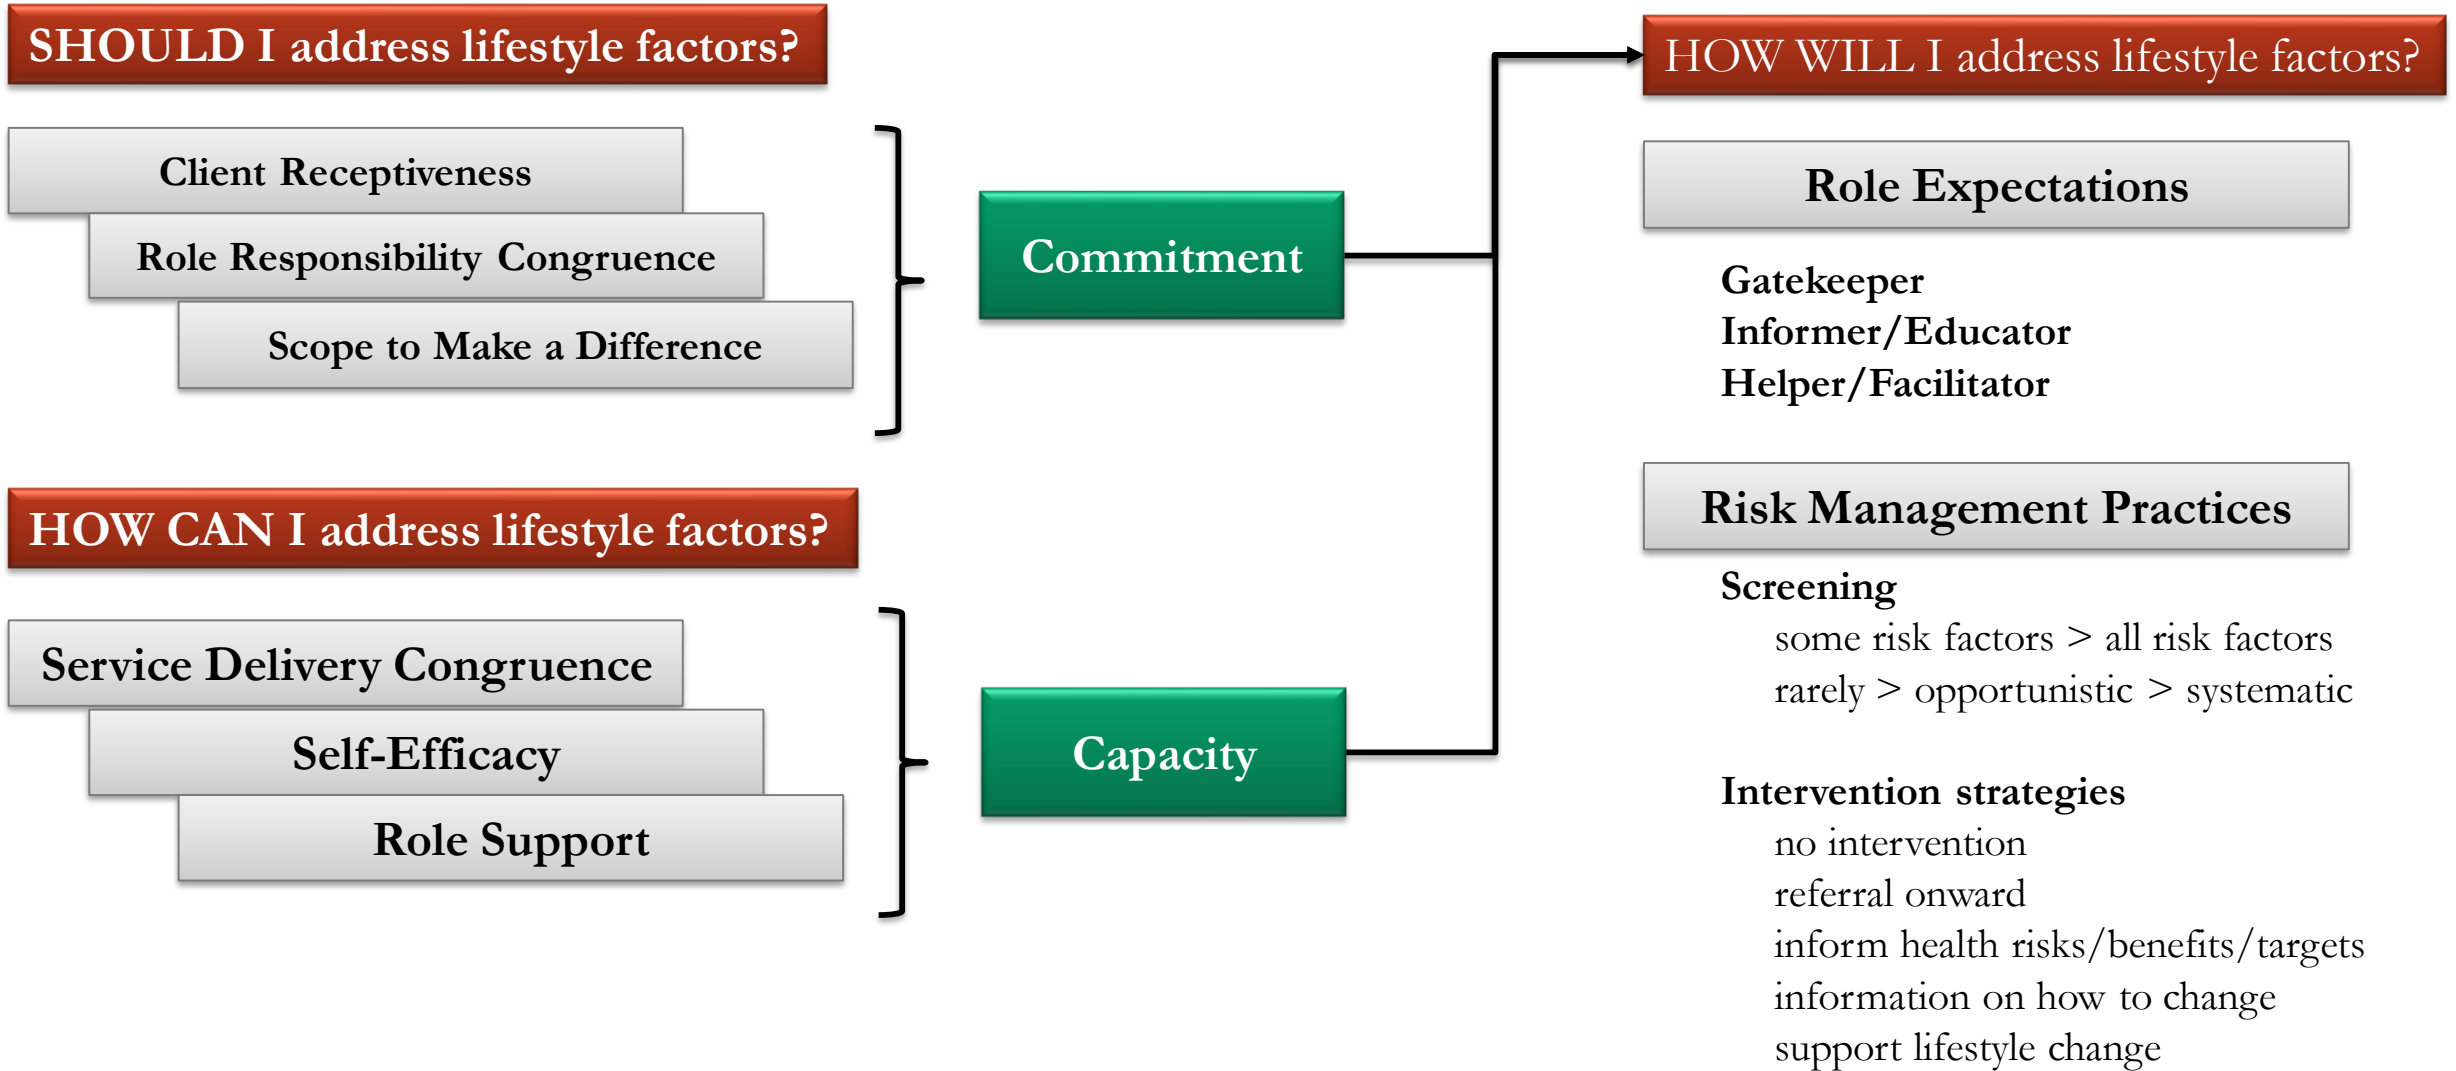 SHOULD I address lifestyle factors?
Client Receptiveness
Role Responsibility Congruence
Scope to Make a Difference
HOW CAN I address lifestyle factors?
Service Delivery Congruence
Self-Efficacy
Role Support
Commitment
Capacity
HOW WILL I address lifestyle factors?
Role Expectations
Gatekeeper
Informer/Educator
Helper/Facilitator
Risk Management Practices
Screening
some risk factors > all risk factors
rarely > opportunistic > systematic
Intervention strategies
no intervention
referral onward
inform health risks/benefits/targets
information on how to change
support lifestyle change